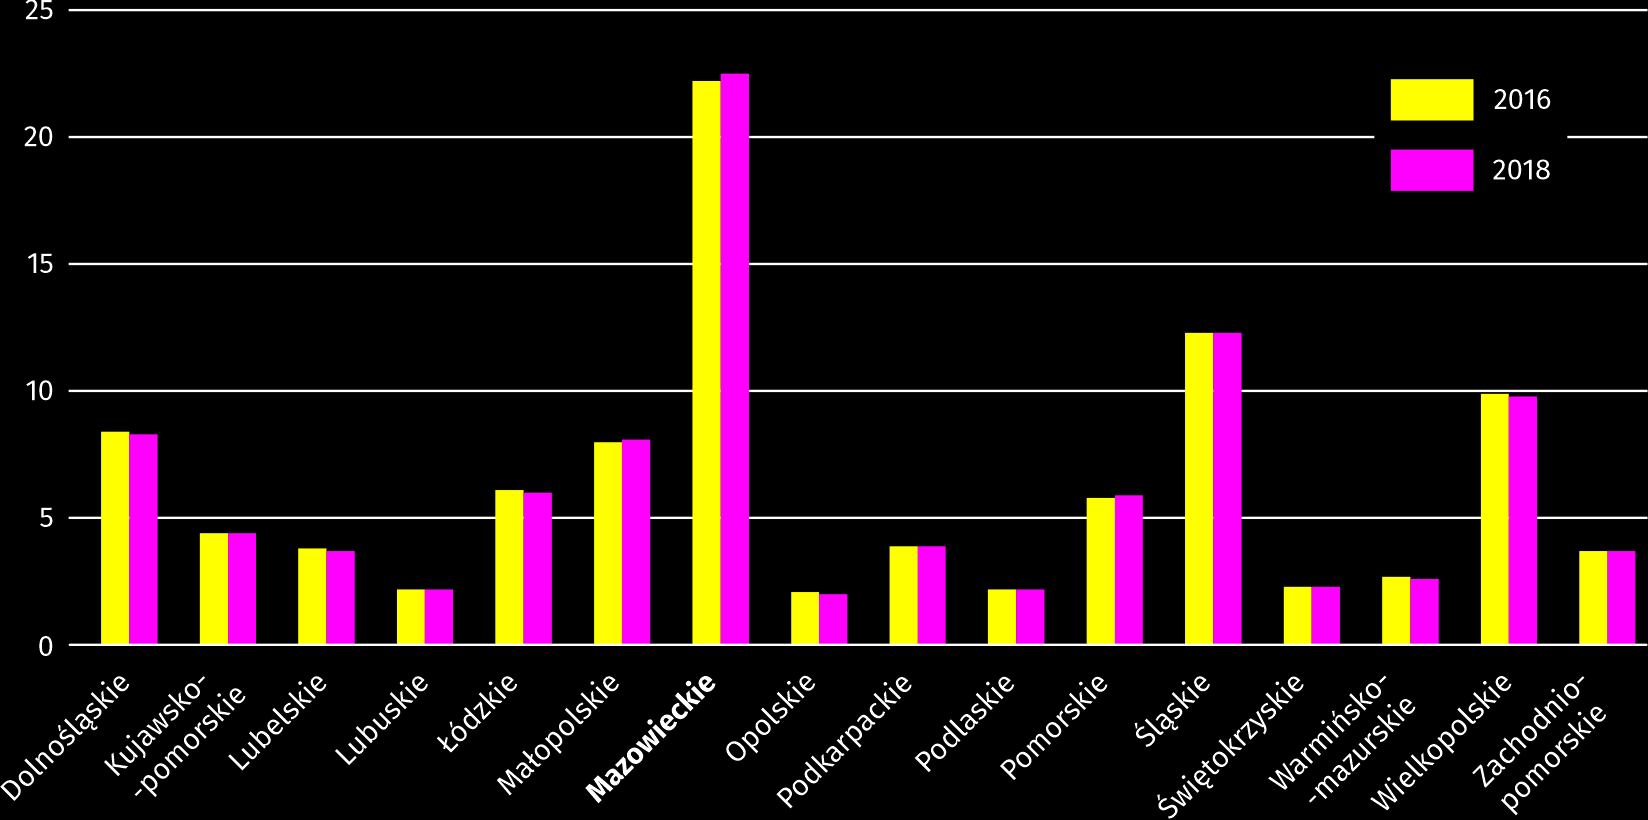 25
20
15
10
5
0
2016
2018
Dolnośląskie
Kujawsko-
-pomorskie
Lubelskie
Lubuskie
Łódzkie
Małopolskie
Mazowieckie
Opolskie
Podkarpackie
Podlaskie
Pomorskie
Śląskie
Świętokrzyskie
Warmińsko-
-mazurskie
Wielkopolskie
Zachodnio-
pomorskie